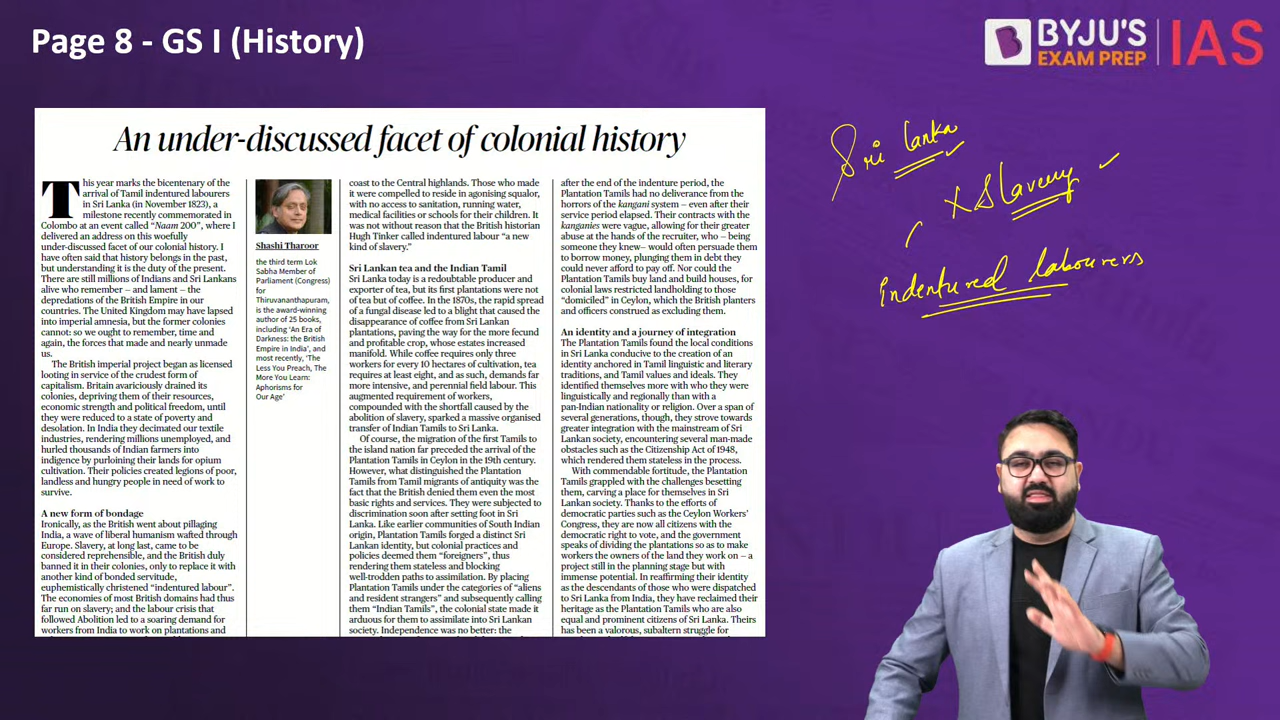 Page 8 - GS I (History)
BYJU'S
EXAM PREP
IAS
An under-discussed facet of colonial history
This year marks the bicentenary of the
arrival of Tamil indentured labourers
in Sri Lanka (in November 1823), a
milestone recently commemorated in
Colombo at an event called “Naam 200”, where I
delivered an address on this woefully
under-discussed facet of our colonial history. I
have often said that history belongs in the past,
but understanding it is the duty of the present.
There are still millions of Indians and Sri Lankans
alive who remember — and lament — the
depredations of the British Empire in our
countries. The United Kingdom may have lapsed
into imperial amnesia, but the former colonies
cannot: so we ought to remember, time and
again, the forces that made and nearly unmade
us.
The British imperial project began as licensed
looting in service of the crudest form of
capitalism. Britain avariciously drained its
colonies, depriving them of their resources,
economic strength and political freedom, until
they were reduced to a state of poverty and
desolation. In India they decimated our textile
industries, rendering millions unemployed, and
hurled thousands of Indian farmers into
indigence by purloining their lands for opium
cultivation. Their policies created legions of poor,
landless and hungry people in need of work to
survive.
A new form of bondage
Ironically, as the British went about pillaging
India, a wave of liberal humanism wafted through
Europe. Slavery, at long last, came to be
considered reprehensible, and the British duly
banned it in their colonies, only to replace it with
another kind of bonded servitude,
euphemistically christened “indentured labour”.
The economies of most British domains had thus
far run on slavery; and the labour crisis that
followed Abolition led to a soaring demand for
workers from India to work on plantations and
Shashi Tharoor
the third term Lok
Sabha Member of
Parliament (Congress)
for
Thiruvananthapuram,
is the award-winning
author of 25 books,
including ‘An Era of
Darkness: the British
Empire in India’, and
most recently, ‘The
Less You Preach, The
More You Learn:
Aphorisms for
Our Age’
coast to the Central highlands. Those who made
it were compelled to reside in agonising squalor,
with no access to sanitation, running water,
medical facilities or schools for their children. It
was not without reason that the British historian
Hugh Tinker called indentured labour “a new
kind of slavery.”
Sri Lankan tea and the Indian Tamil
Sri Lanka today is a redoubtable producer and
exporter of tea, but its first plantations were not
of tea but of coffee. In the 1870s, the rapid spread
of a fungal disease led to a blight that caused the
disappearance of coffee from Sri Lankan
plantations, paving the way for the more fecund
and profitable crop, whose estates increased
manifold. While coffee requires only three
workers for every 10 hectares of cultivation, tea
requires at least eight, and as such, demands far
more intensive, and perennial field labour. This
augmented requirement of workers,
compounded with the shortfall caused by the
abolition of slavery, sparked a massive organised
transfer of Indian Tamils to Sri Lanka.
Of course, the migration of the first Tamils to
the island nation far preceded the arrival of the
Plantation Tamils in Ceylon in the 19th century.
However, what distinguished the Plantation
Tamils from Tamil migrants of antiquity was the
fact that the British denied them even the most
basic rights and services. They were subjected to
discrimination soon after setting foot in Sri
Lanka. Like earlier communities of South Indian
origin, Plantation Tamils forged a distinct Sri
Lankan identity, but colonial practices and
policies deemed them “foreigners”, thus
rendering them stateless and blocking
well-trodden paths to assimilation. By placing
Plantation Tamils under the categories of “aliens
and resident strangers” and subsequently calling
them “Indian Tamils”, the colonial state made it
arduous for them to assimilate into Sri Lankan
society. Independence was no better: the
after the end of the indenture period, the
Plantation Tamils had no deliverance from the
horrors of the kangani system — even after their
service period elapsed. Their contracts with the
kanganies were vague, allowing for their greater
abuse at the hands of the recruiter, who — being
someone they knew— would often persuade them
to borrow money, plunging them in debt they
could never afford to pay off. Nor could the
Plantation Tamils buy land and build houses, for
colonial laws restricted landholding to those
“domiciled” in Ceylon, which the British planters
and officers construed as excluding them.
An identity and a journey of integration
The Plantation Tamils found the local conditions
in Sri Lanka conducive to the creation of an
identity anchored in Tamil linguistic and literary
traditions, and Tamil values and ideals. They
identified themselves more with who they were
linguistically and regionally than with a
pan-Indian nationality or religion. Over a span of
several generations, though, they strove towards
greater integration with the mainstream of Sri
Lankan society, encountering several man-made
obstacles such as the Citizenship Act of 1948,
which rendered them stateless in the process.
With commendable fortitude, the Plantation
Tamils grappled with the challenges besetting
them, carving a place for themselves in Sri
Lankan society. Thanks to the efforts of
democratic parties such as the Ceylon Workers’
Congress, they are now all citizens with the
democratic right to vote, and the government
speaks of dividing the plantations so as to make
workers the owners of the land they work on — a
project still in the planning stage but with
immense potential. In reaffirming their identity
as the descendants of those who were dispatched
to Sri Lanka from India, they have reclaimed their
heritage as the Plantation Tamils who are also
equal and prominent citizens of Sri Lanka. Theirs
has been a valorous, subaltern struggle for
Sri Lanka
x Slavery
Indentured labourers